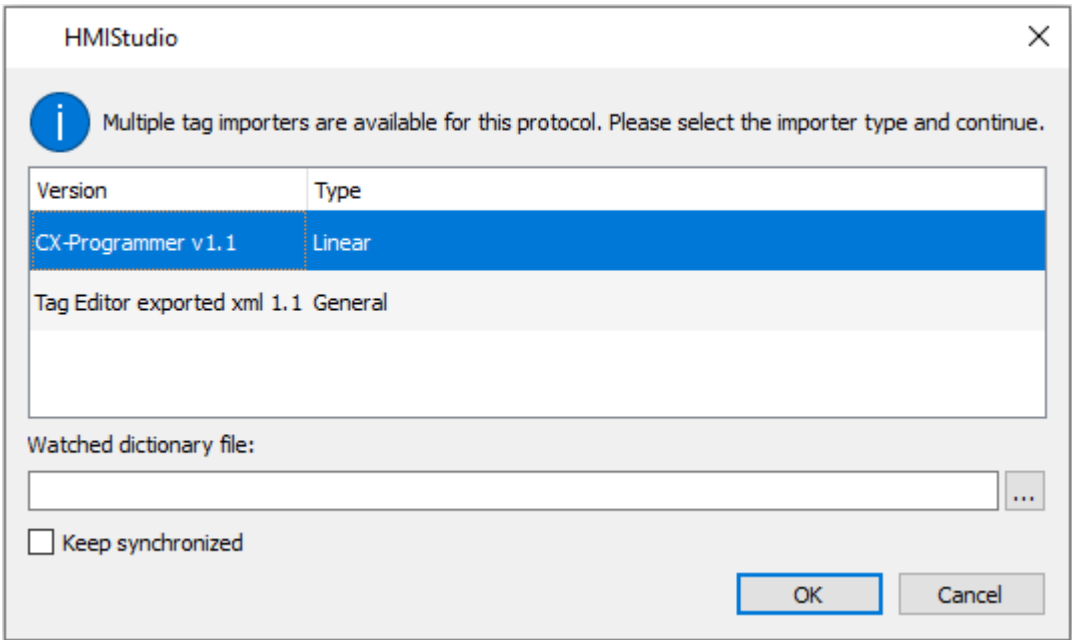 HMIStudio
Multiple tag importers are available for this protocol. Please select the importer type and continue.
Version Type
CX-Programmer v1.1 Linear
Tag Editor exported xml 1.1 General
Watched dictionary file:
...
Keep synchronized
OK Cancel